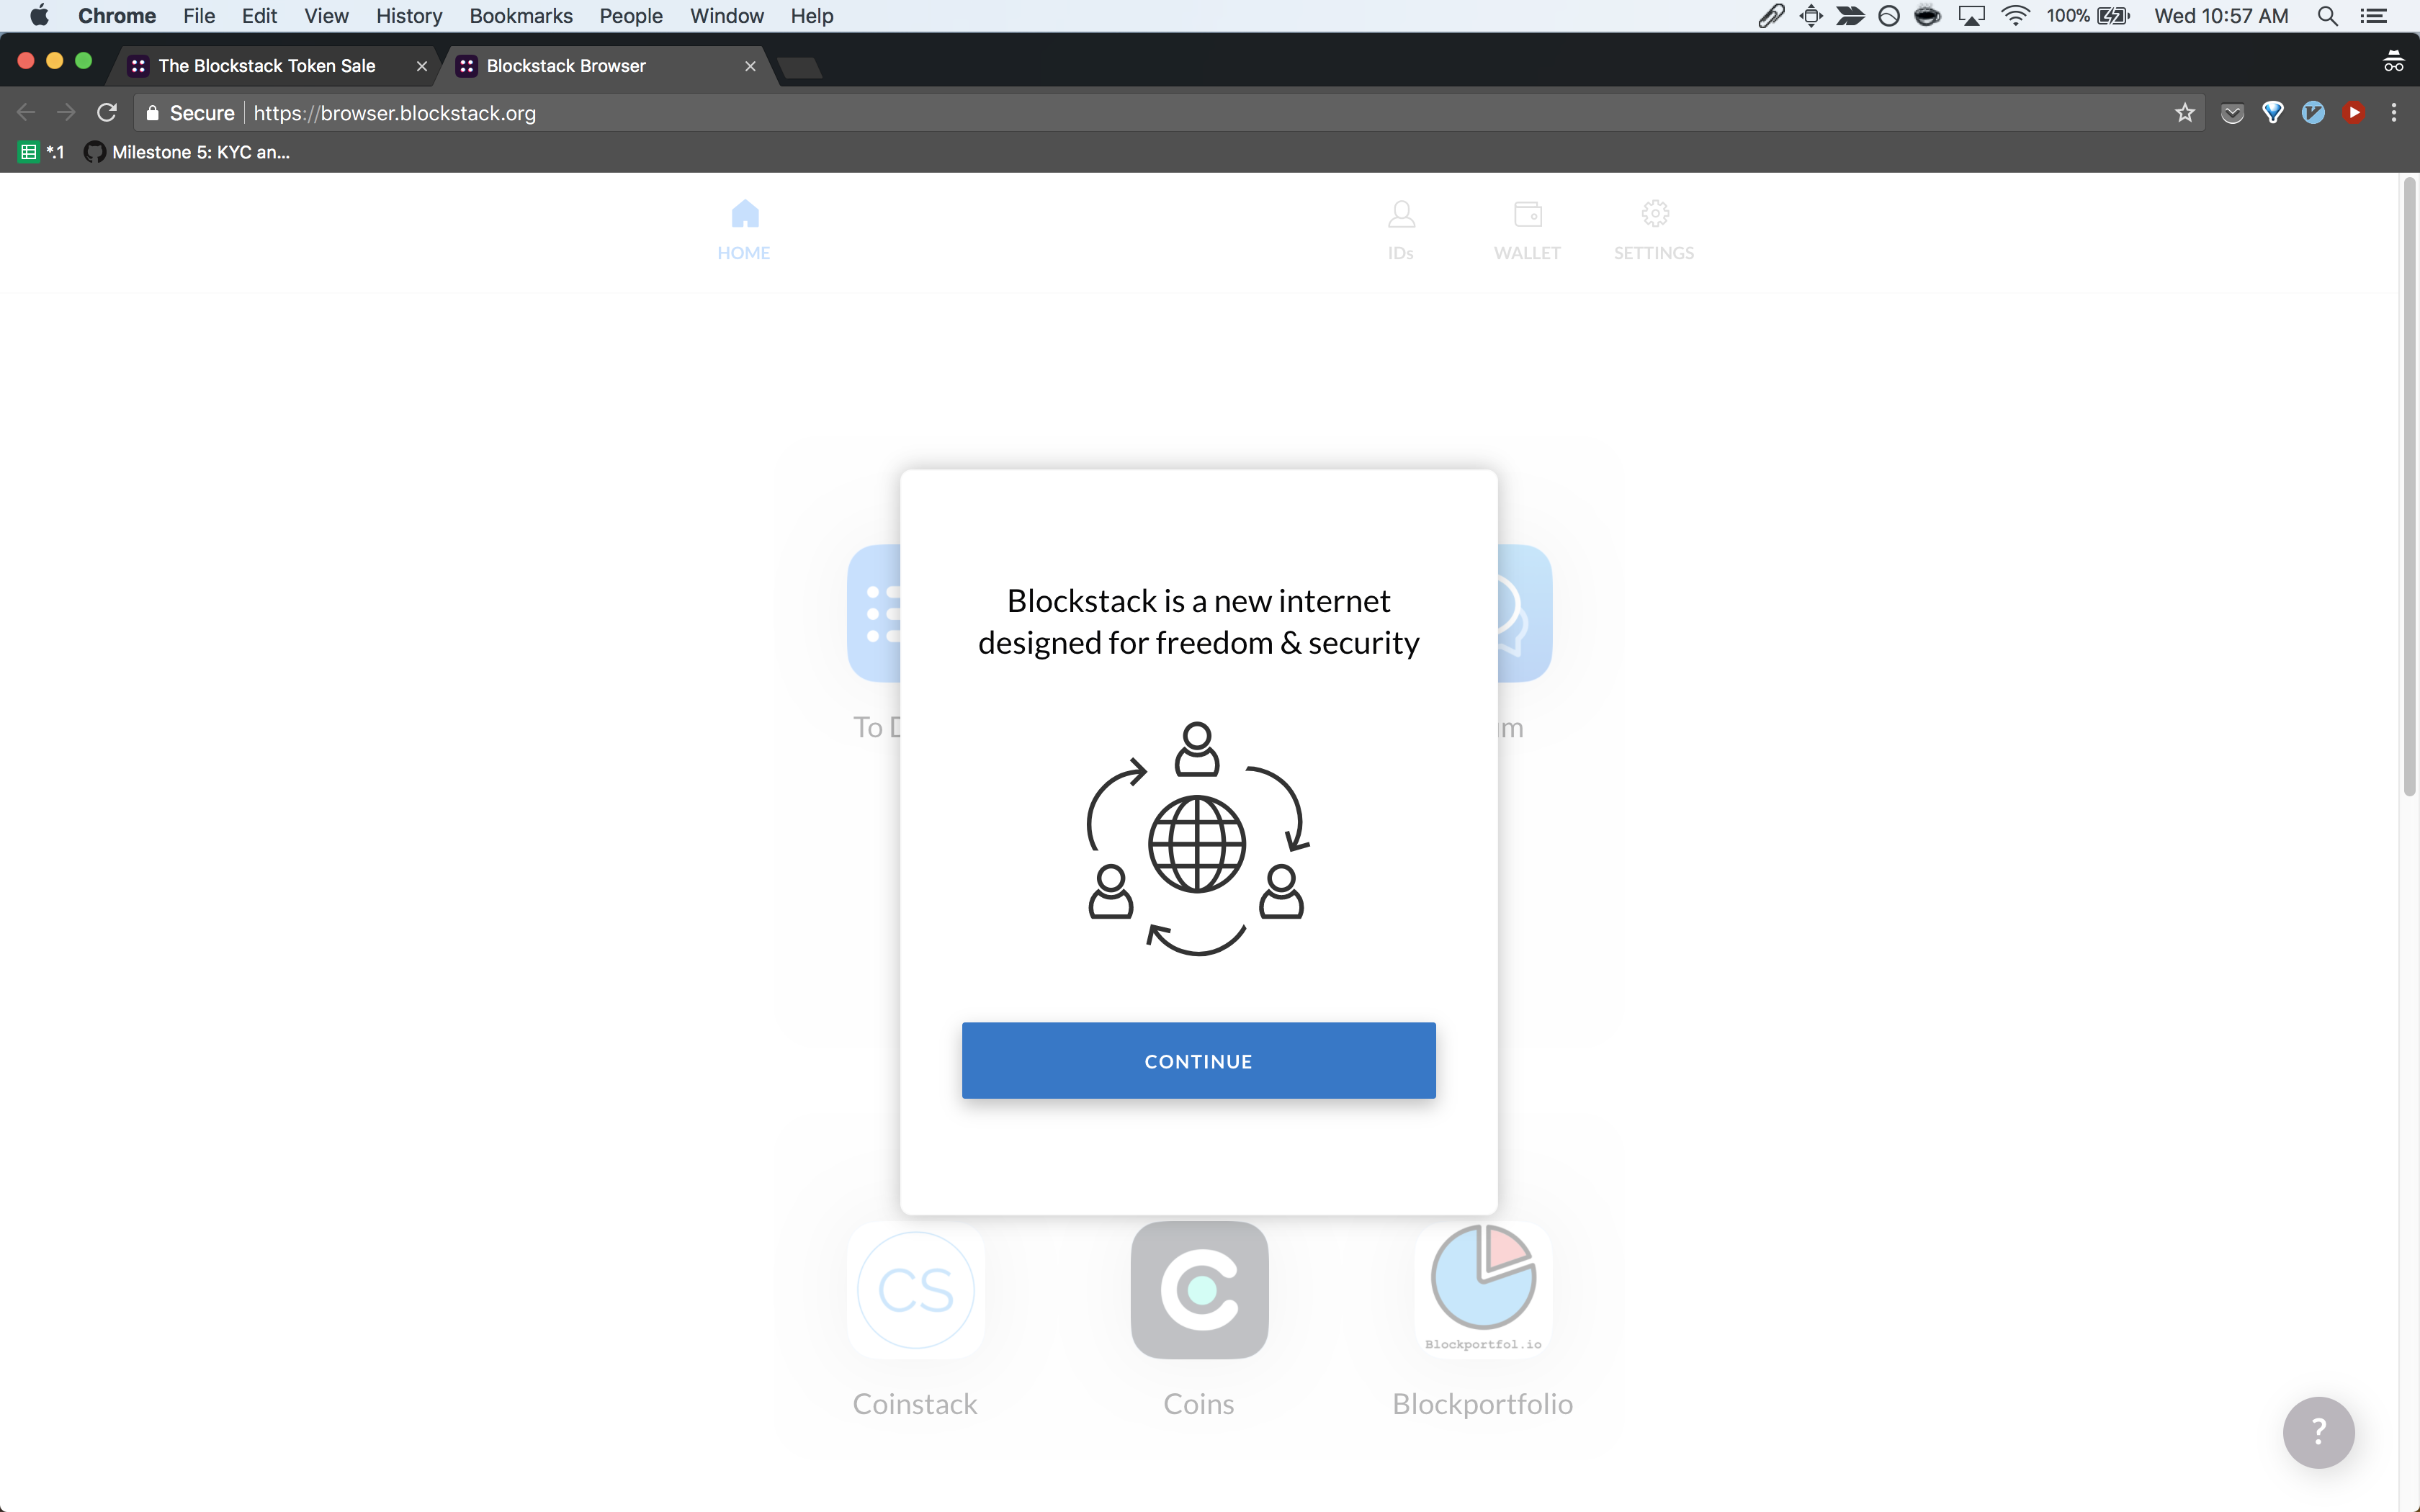 Chrome File Edit View History Bookmarks People Window Help 100% Wed 10:57 AM
The Blockstack Token Sale Blockstack Browser
Secure https://browser.blockstack.org
*.1 Milestone 5: KYC an...
HOME IDs WALLET SETTINGS
Blockstack is a new internet
designed for freedom & security
To D m
CONTINUE
CS
Blockportfol.io
Coinstack Coins Blockportfolio
?